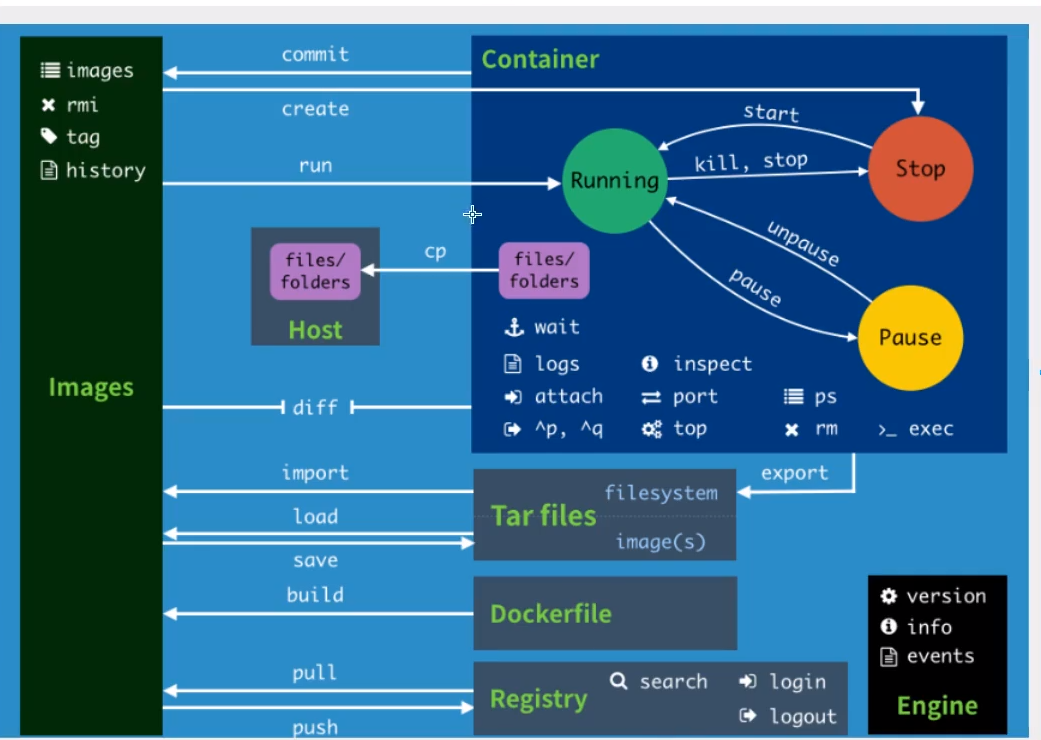 images
rmi
tag
history
Images
commit
create
run
Container
start
kill, stop
Running
Stop
unpause
pause
Pause
files/
folders
Host
cp
files/
folders
wait
logs
inspect
attach
port
ps
^p, ^q
top
rm
>_ exec
diff
import
load
save
build
pull
push
export
Tar files
filesystem
image(s)
Dockerfile
Registry
search
login
logout
version
info
events
Engine